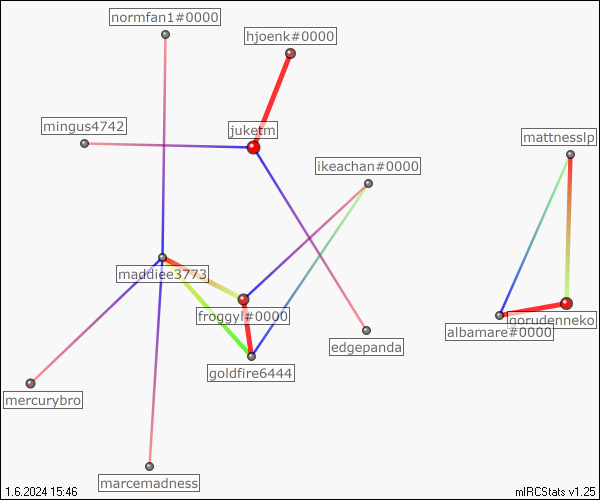 normfan1#0000
hjoenk#0000
mingus4742
juketm
mattnesslp
ikeachan#0000
maddiee3773
froggyl#0000
gorudenneko
albamare#0000
edgepanda
goldfire6444
mercurybro
marcemadness
1.6.2024 15:46
mIRCStats v1.25